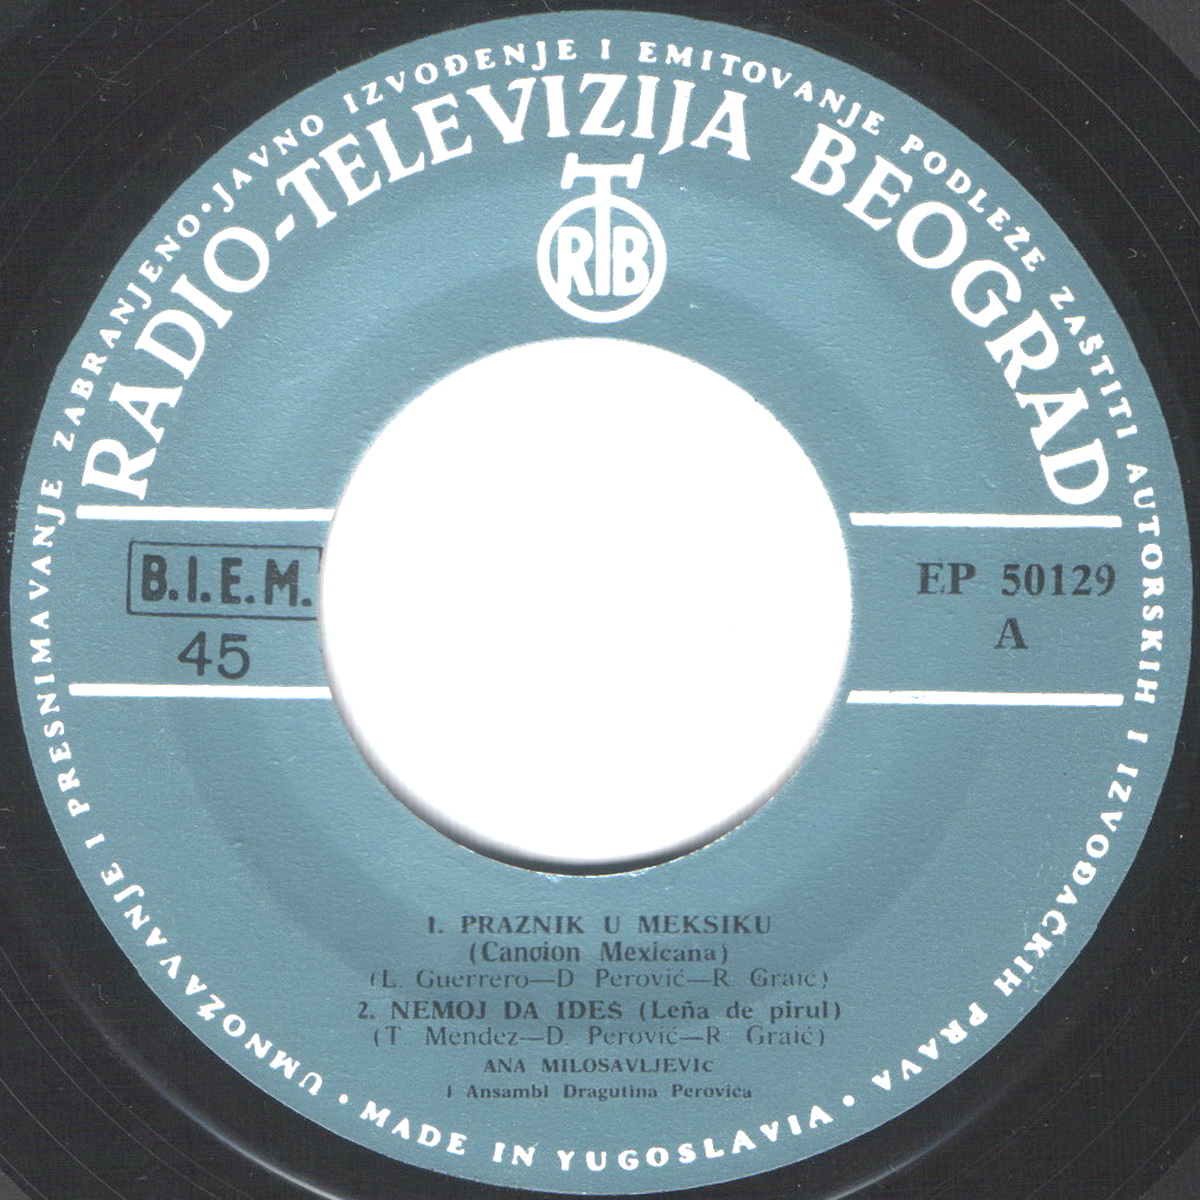 UMNOŽAVANJE I PRESNIMAVANJE ZABRANJENO • JAVNO IZVOĐENJE I EMITOVANJE PODLEŽE ZAŠTITI AUTORSKIH I IZVOĐAČKIH PRAVA • MADE IN YUGOSLAVIA •
RADIO-TELEVIZIJA BEOGRAD
RTB
B.I.E.M.
45
EP 50129
A
1. PRAZNIK U MEKSIKU
(Cancion Mexicana)
(L. Guerrero—D Perović—R Graić)
2. NEMOJ DA IDEŠ (Leña de pirul)
(T Mendez—D. Perović—R Graić)
ANA MILOSAVLJEVIć
I Ansambl Dragutina Perovića